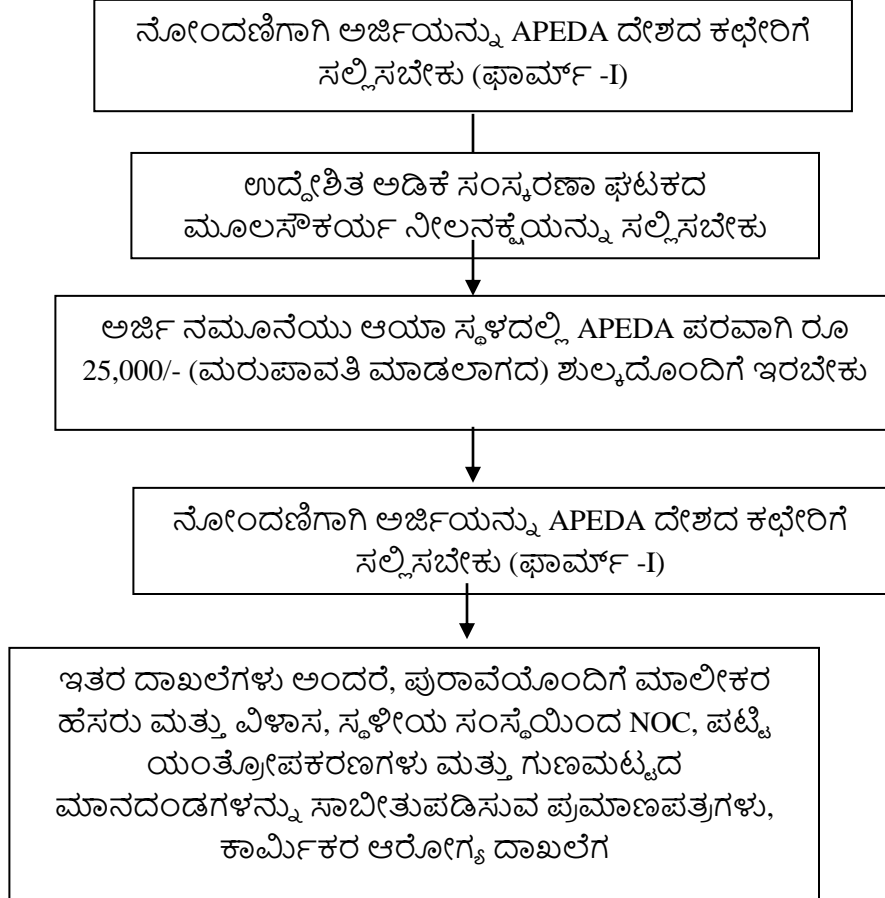 ನೋಂದಣಿಗಾಗಿ ಅರ್ಜಿಯನ್ನು APEDA ದೇಶದ ಕಛೇರಿಗೆ
ಸಲ್ಲಿಸಬೇಕು (ಫಾರ್ಮ್ -I)
ಉದ್ದೇಶಿತ ಅಡಿಕೆ ಸಂಸ್ಕರಣಾ ಘಟಕದ
ಮೂಲಸೌಕರ್ಯ ನೀಲನಕ್ಷೆಯನ್ನು ಸಲ್ಲಿಸಬೇಕು
ಅರ್ಜಿ ನಮೂನೆಯು ಆಯಾ ಸ್ಥಳದಲ್ಲಿ APEDA ಪರವಾಗಿ ರೂ
25,000/- (ಮರುಪಾವತಿ ಮಾಡಲಾಗದ) ಶುಲ್ಕದೊಂದಿಗೆ ಇರಬೇಕು
ನೋಂದಣಿಗಾಗಿ ಅರ್ಜಿಯನ್ನು APEDA ದೇಶದ ಕಛೇರಿಗೆ
ಸಲ್ಲಿಸಬೇಕು (ಫಾರ್ಮ್ -I)
ಇತರ ದಾಖಲೆಗಳು ಅಂದರೆ, ಪುರಾವೆಯೊಂದಿಗೆ ಮಾಲೀಕರ
ಹೆಸರು ಮತ್ತು ವಿಳಾಸ, ಸ್ಥಳೀಯ ಸಂಸ್ಥೆಯಿಂದ NOC, ಪಟ್ಟಿ
ಯಂತ್ರೋಪಕರಣಗಳು ಮತ್ತು ಗುಣಮಟ್ಟದ
ಮಾನದಂಡಗಳನ್ನು ಸಾಬೀತುಪಡಿಸುವ ಪ್ರಮಾಣಪತ್ರಗಳು,
ಕಾರ್ಮಿಕರ ಆರೋಗ್ಯ ದಾಖಲೆಗ